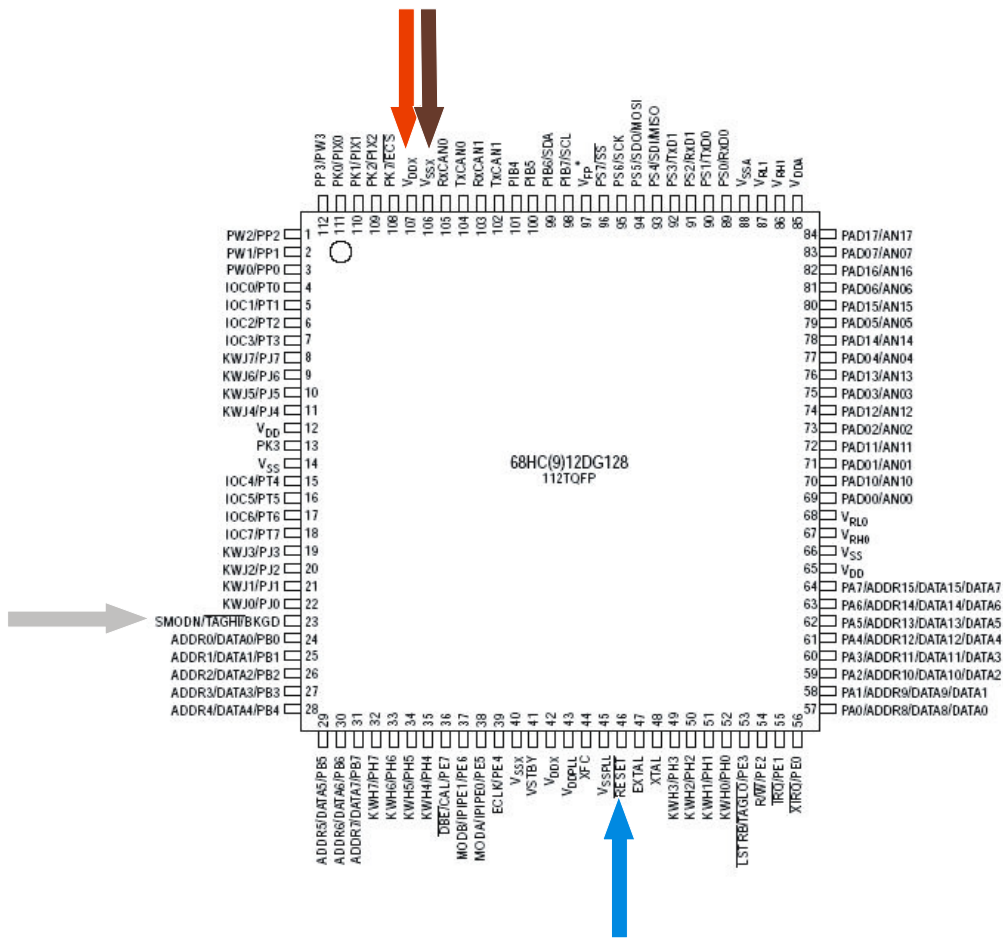 PP3/PW3
PK0/PIX0
PK1/PIX1
PK2/PIX2
PK7/ECS
VDDX
VSSX
RxCAN0
TxCAN0
RxCAN1
TxCAN1
PIB4
PIB5
PIB6/SDA
PIB7/SCL
VFP*
PS7/SS
PS6/SCK
PS5/SDO/MOSI
PS4/SDI/MISO
PS3/TxD1
PS2/RxD1
PS1/TxD0
PS0/RxD0
VSSA
VRL1
VRH1
VDDA
112
111
110
109
108
107
106
105
104
103
102
101
100
99
98
97
96
95
94
93
92
91
90
89
88
87
86
85
PW2/PP2 1
PW1/PP1 2
PW0/PP0 3
IOC0/PT0 4
IOC1/PT1 5
IOC2/PT2 6
IOC3/PT3 7
KWJ7/PJ7 8
KWJ6/PJ6 9
KWJ5/PJ5 10
KWJ4/PJ4 11
VDD 12
PK3 13
VSS 14
IOC4/PT4 15
IOC5/PT5 16
IOC6/PT6 17
IOC7/PT7 18
KWJ3/PJ3 19
KWJ2/PJ2 20
KWJ1/PJ1 21
KWJ0/PJ0 22
SMODN/TAGHI/BKGD 23
ADDR0/DATA0/PB0 24
ADDR1/DATA1/PB1 25
ADDR2/DATA2/PB2 26
ADDR3/DATA3/PB3 27
ADDR4/DATA4/PB4 28
68HC(9)12DG128
112TQFP
84 PAD17/AN17
83 PAD07/AN07
82 PAD16/AN16
81 PAD06/AN06
80 PAD15/AN15
79 PAD05/AN05
78 PAD14/AN14
77 PAD04/AN04
76 PAD13/AN13
75 PAD03/AN03
74 PAD12/AN12
73 PAD02/AN02
72 PAD11/AN11
71 PAD01/AN01
70 PAD10/AN10
69 PAD00/AN00
68 VRL0
67 VRH0
66 VSS
65 VDD
64 PA7/ADDR15/DATA15/DATA7
63 PA6/ADDR14/DATA14/DATA6
62 PA5/ADDR13/DATA13/DATA5
61 PA4/ADDR12/DATA12/DATA4
60 PA3/ADDR11/DATA11/DATA3
59 PA2/ADDR10/DATA10/DATA2
58 PA1/ADDR9/DATA9/DATA1
57 PA0/ADDR8/DATA8/DATA0
29
30
31
32
33
34
35
36
37
38
39
40
41
42
43
44
45
46
47
48
49
50
51
52
53
54
55
56
ADDR5/DATA5/PB5
ADDR6/DATA6/PB6
ADDR7/DATA7/PB7
KWH7/PH7
KWH6/PH6
KWH5/PH5
KWH4/PH4
DBE/CAL/PE7
MODB/IPIPE1/PE6
MODA/IPIPE0/PE5
ECLK/PE4
VSSX
VSTBY
VDDX
VDDPLL
XFC
VSSPLL
RESET
EXTAL
XTAL
KWH3/PH3
KWH2/PH2
KWH1/PH1
KWH0/PH0
LSTRB/TAGLO/PE3
R/W/PE2
IRQ/PE1
XIRQ/PE0